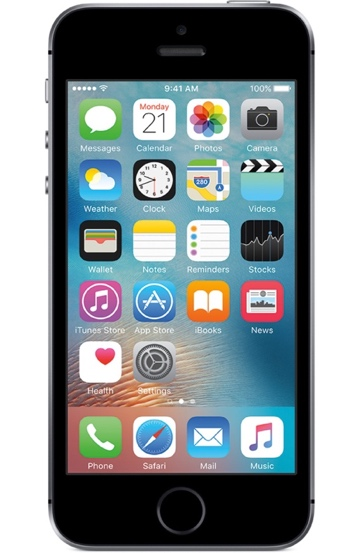 9:41 AM 100%
Monday
21
280
Messages Calendar Photos Camera
Weather Clock Maps Videos
Wallet Notes Reminders Stocks
iTunes Store App Store iBooks News
Health Settings
Phone Safari Mail Music